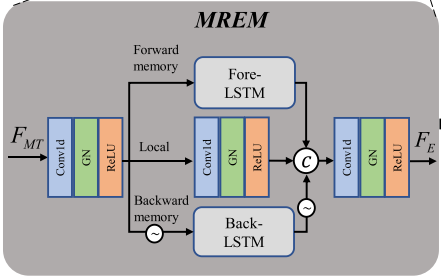 MREM
Forward
memory
Fore-
LSTM
F_MT
Conv1d
GN
ReLU
Local
Conv1d
GN
ReLU
C
Conv1d
GN
ReLU
F_E
Backward
memory
~
~
Back-
LSTM